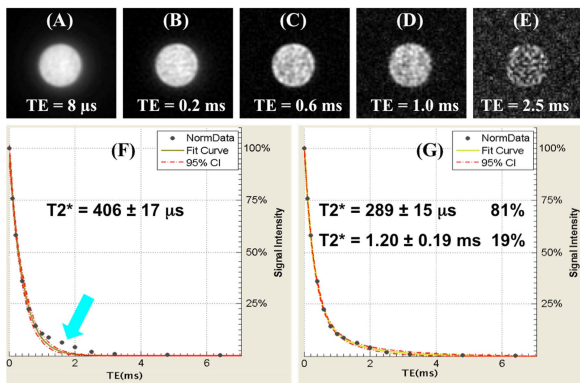 (A) (B) (C) (D) (E)
TE = 8 µs TE = 0.2 ms TE = 0.6 ms TE = 1.0 ms TE = 2.5 ms
(F)
NormData
Fit Curve
95% CI
T2* = 406 ± 17 µs
100%
75%
50%
25%
Signal Intensity
0 2 4 6
TE(ms)
(G)
NormData
Fit Curve
95% CI
T2* = 289 ± 15 µs 81%
T2* = 1.20 ± 0.19 ms 19%
100%
75%
50%
25%
Signal Intensity
0 2 4 6
TE(ms)